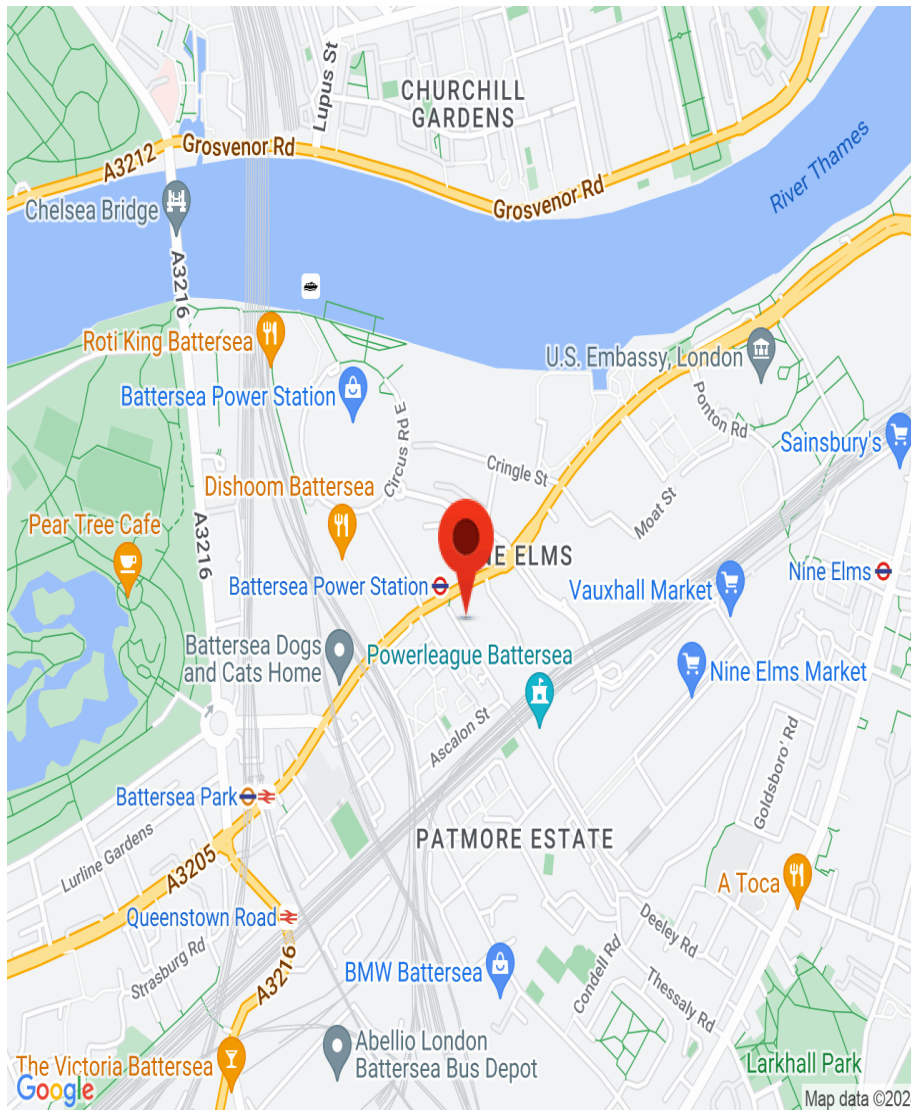 Lupus St
CHURCHILL
GARDENS
A3212
Grosvenor Rd
Grosvenor Rd
River Thames
Chelsea Bridge
A3216
Roti King Battersea
U.S. Embassy, London
Battersea Power Station
Circus Rd E
Ponton Rd
Sainsbury's
Cringle St
Dishoom Battersea
Moat St
Pear Tree Cafe
A3216
NE ELMS
Battersea Power Station
Vauxhall Market
Nine Elms
Battersea Dogs
and Cats Home
Powerleague Battersea
Nine Elms Market
Ascalon St
Goldsboro' Rd
Battersea Park
PATMORE ESTATE
Lurline Gardens
A3205
A Toca
Queenstown Road
Deeley Rd
Strasburg Rd
A3216
BMW Battersea
Condell Rd
Thessaly Rd
Abellio London
Battersea Bus Depot
The Victoria Battersea
Larkhall Park
Google
Map data ©202